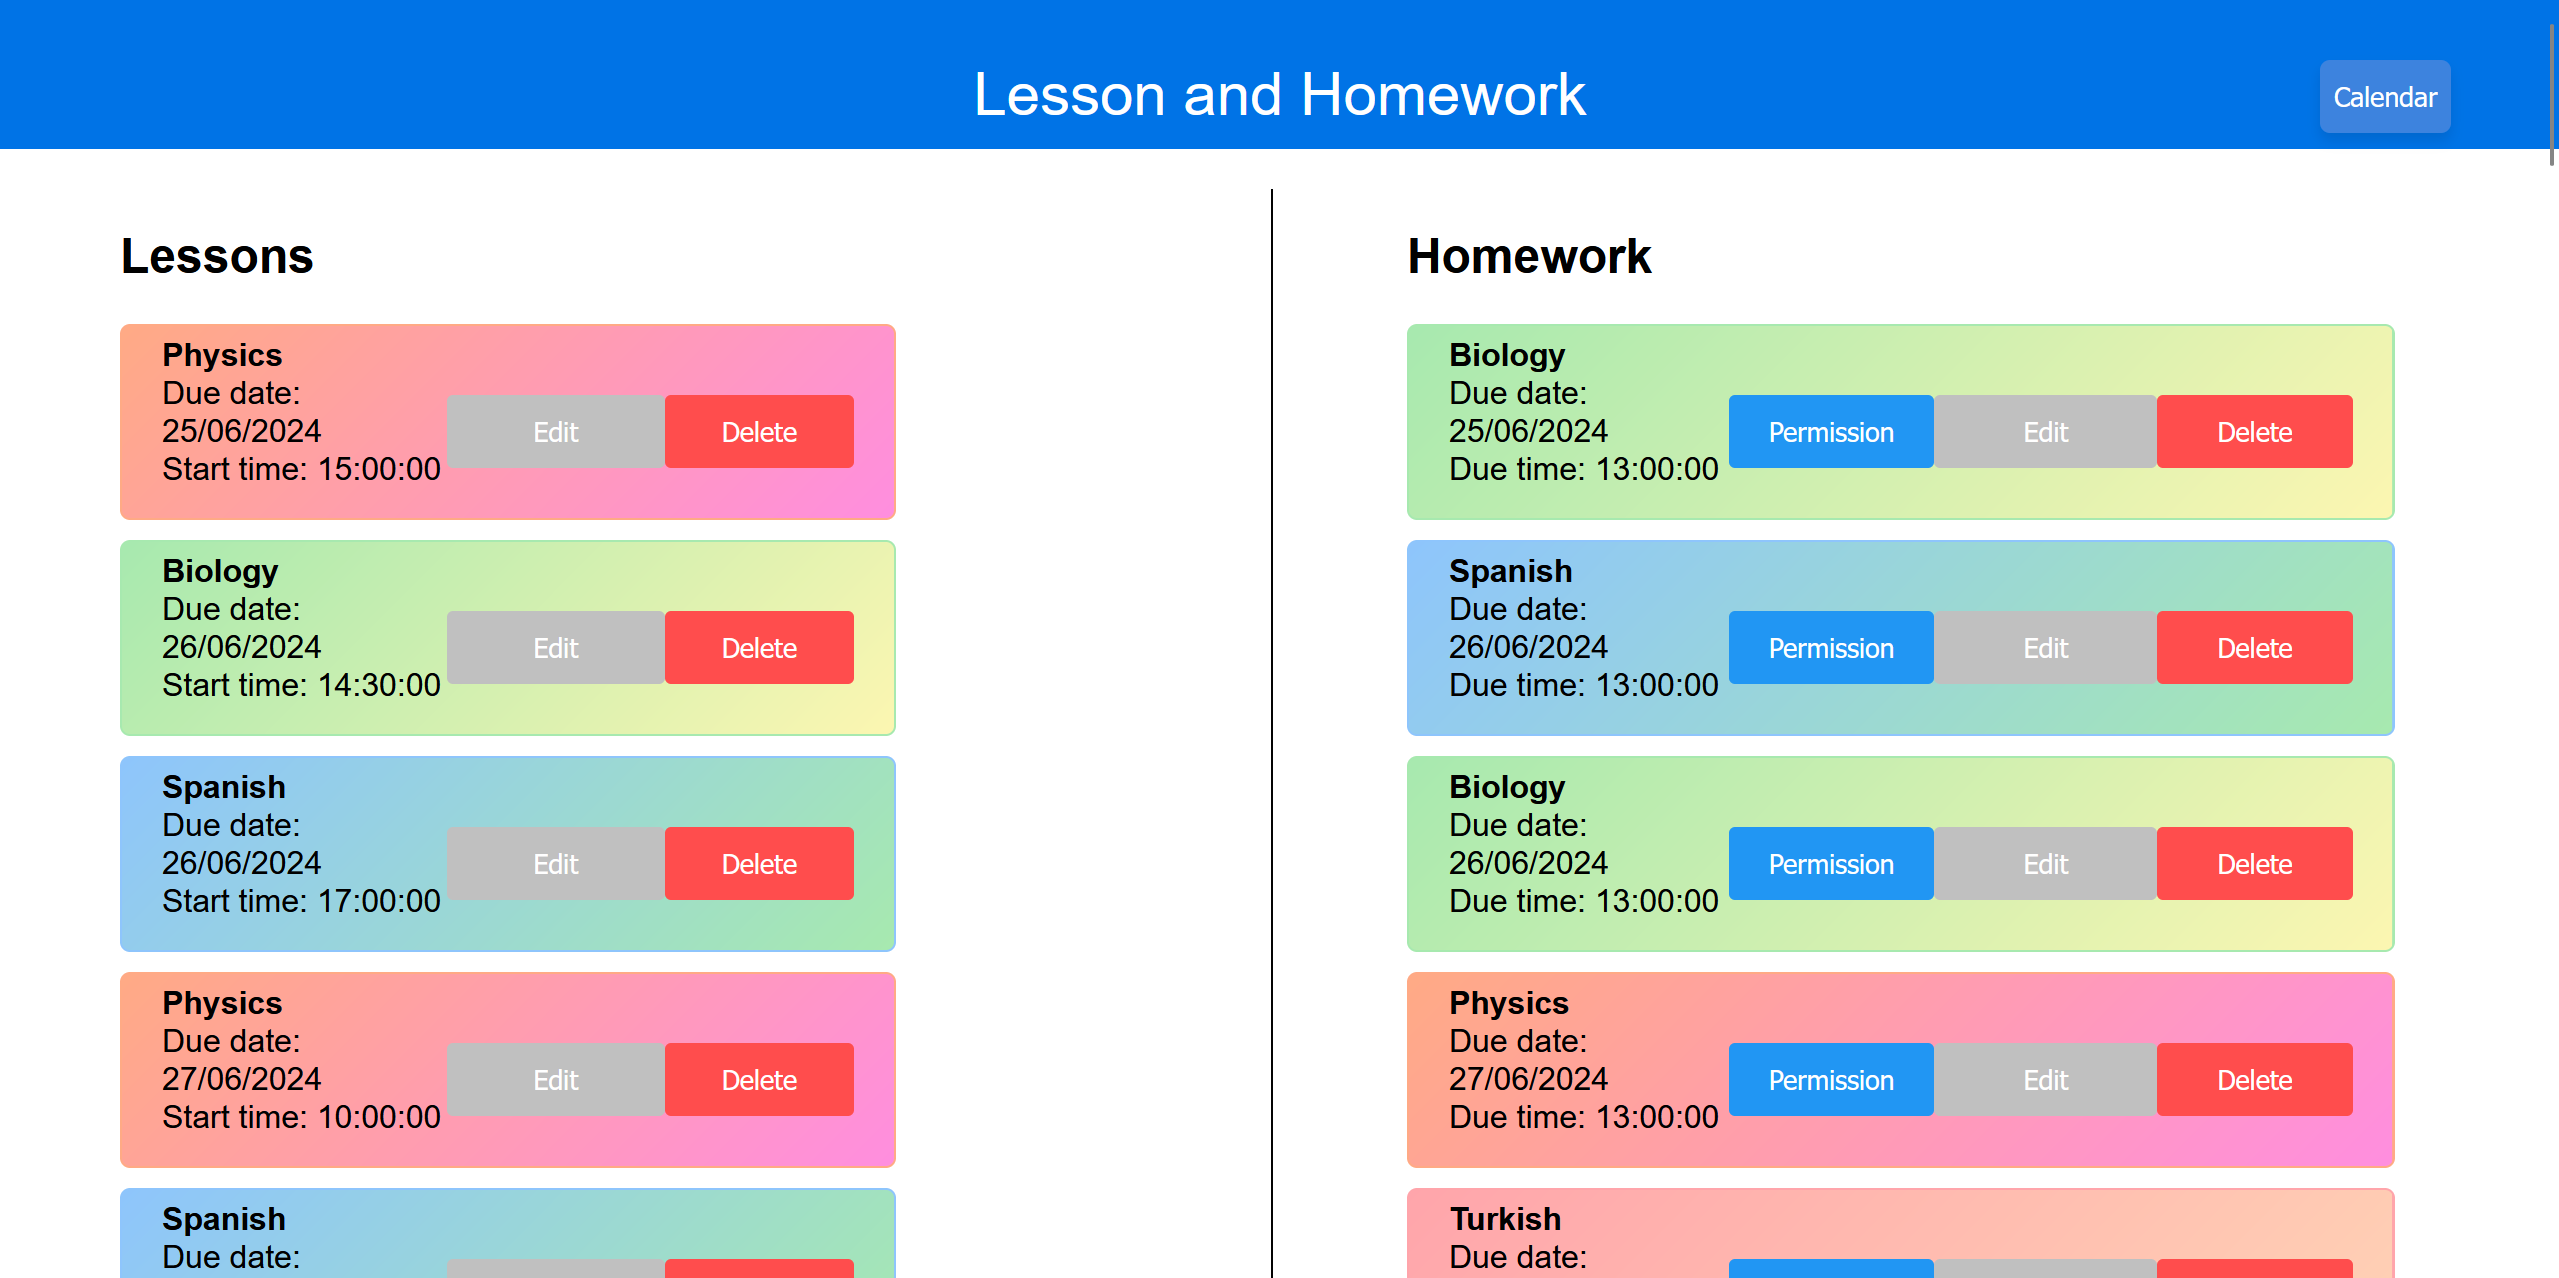 Lesson and Homework
Calendar
Lessons
Physics
Due date:
25/06/2024
Start time: 15:00:00
Edit
Delete
Biology
Due date:
26/06/2024
Start time: 14:30:00
Edit
Delete
Spanish
Due date:
26/06/2024
Start time: 17:00:00
Edit
Delete
Physics
Due date:
27/06/2024
Start time: 10:00:00
Edit
Delete
Spanish
Due date:
Homework
Biology
Due date:
25/06/2024
Due time: 13:00:00
Permission
Edit
Delete
Spanish
Due date:
26/06/2024
Due time: 13:00:00
Permission
Edit
Delete
Biology
Due date:
26/06/2024
Due time: 13:00:00
Permission
Edit
Delete
Physics
Due date:
27/06/2024
Due time: 13:00:00
Permission
Edit
Delete
Turkish
Due date: